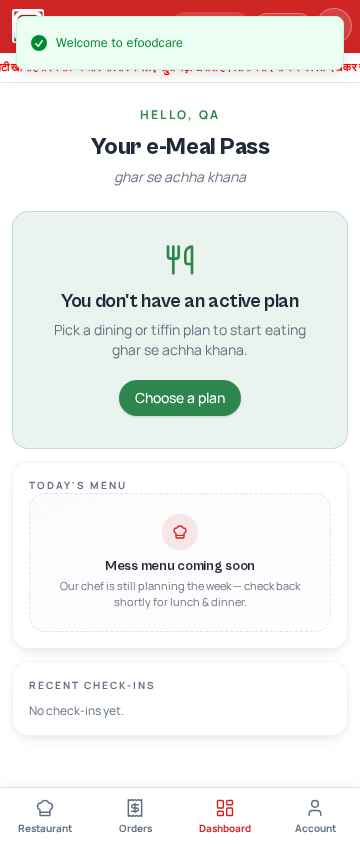 Welcome to efoodcare
HELLO, QA
Your e-Meal Pass
ghar se achha khana
You don't have an active plan
Pick a dining or tiffin plan to start eating
ghar se achha khana.
Choose a plan
TODAY'S MENU
Mess menu coming soon
Our chef is still planning the week — check back
shortly for lunch & dinner.
RECENT CHECK-INS
No check-ins yet.
Restaurant
Orders
Dashboard
Account